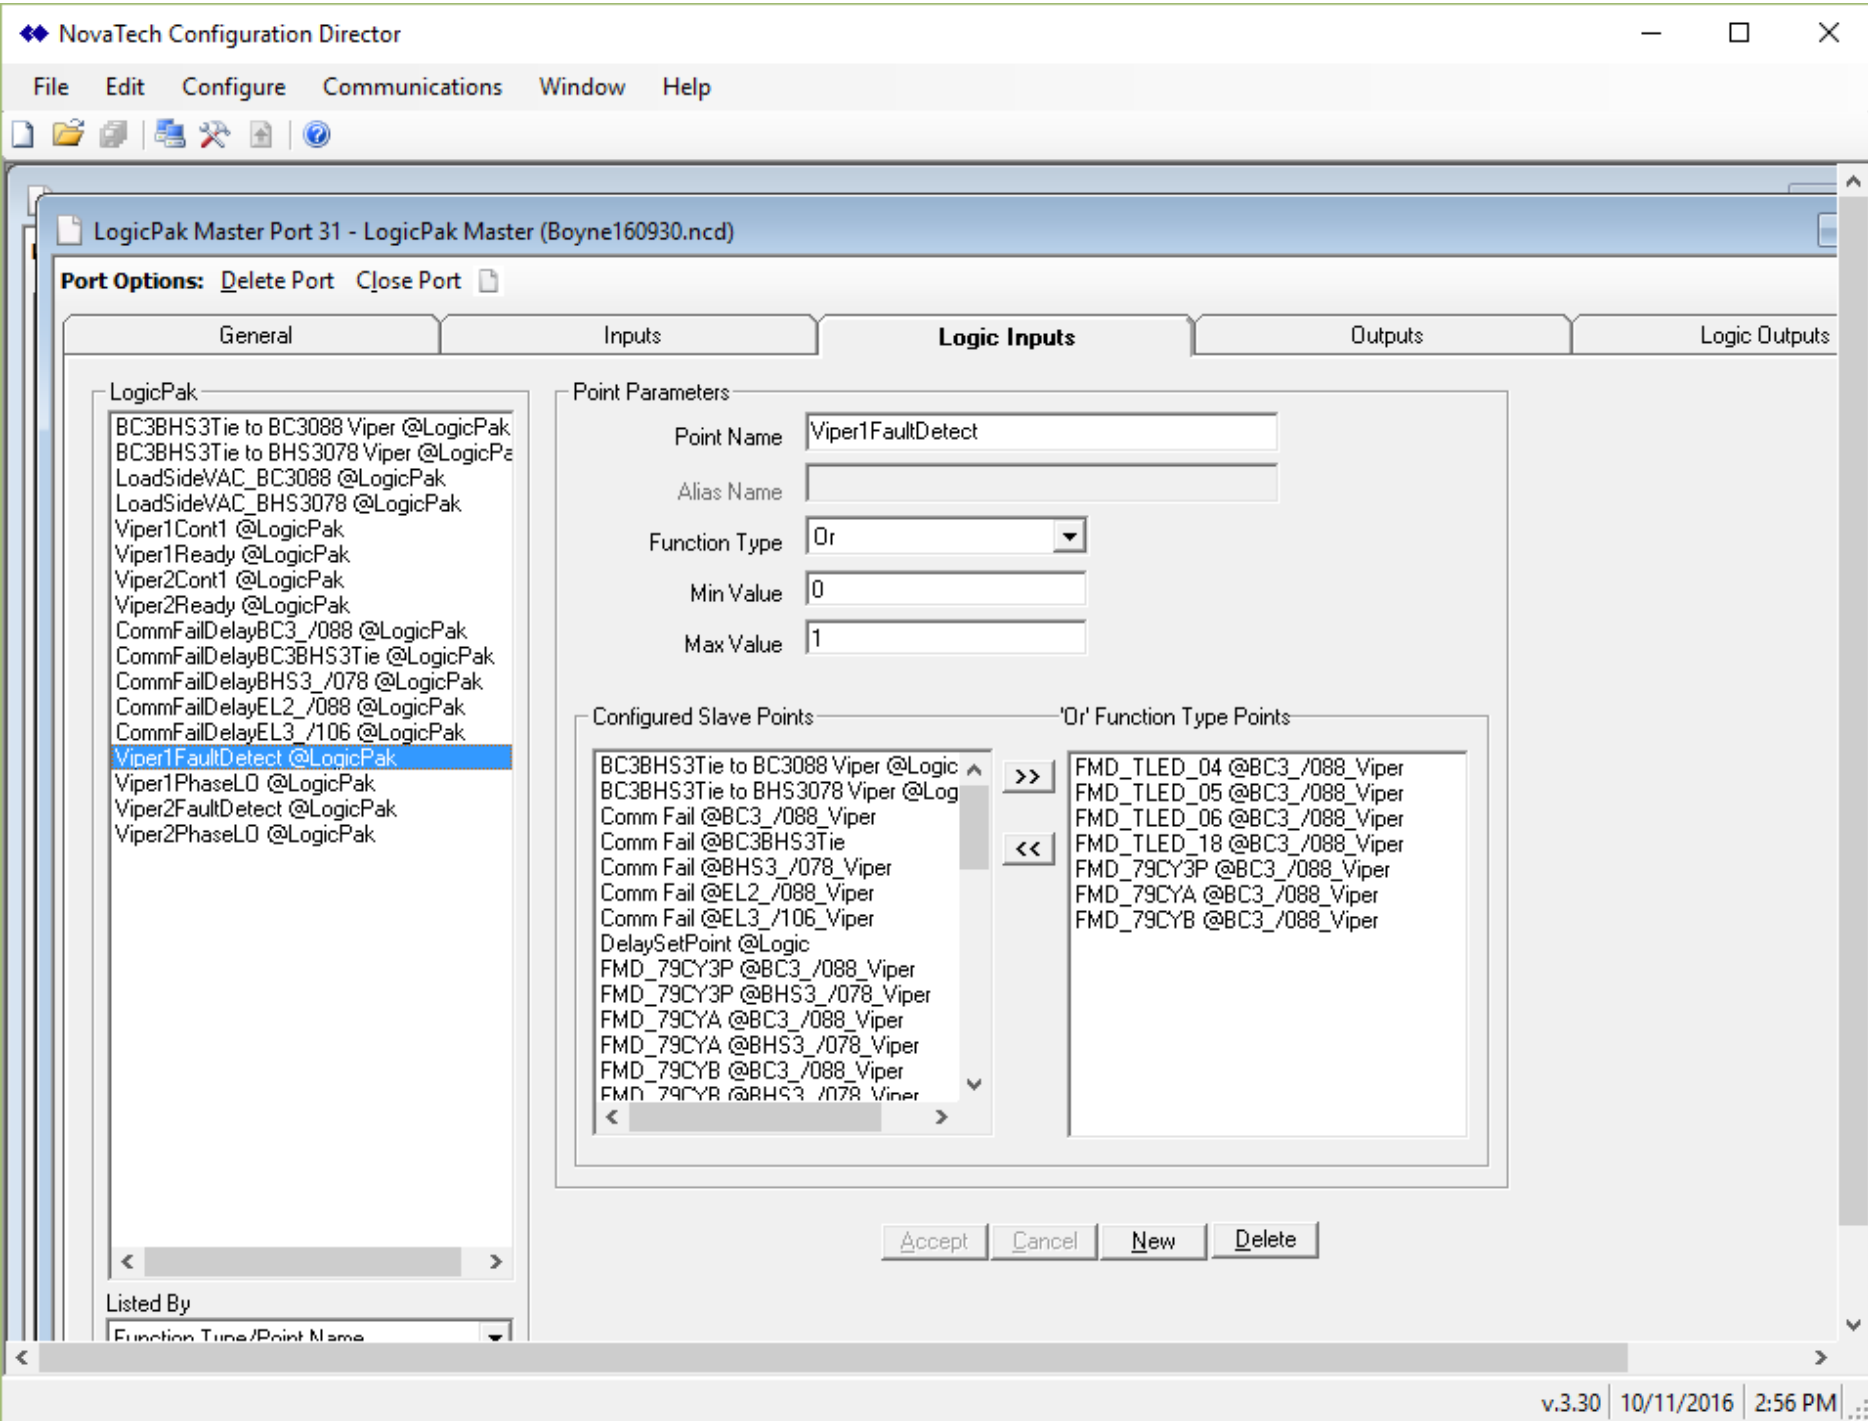 NovaTech Configuration Director
File Edit Configure Communications Window Help
LogicPak Master Port 31 - LogicPak Master (Boyne160930.ncd)
Port Options: Delete Port Close Port
General Inputs Logic Inputs Outputs Logic Outputs
LogicPak
BC3BHS3Tie to BC3088 Viper @LogicPak
BC3BHS3Tie to BHS3078 Viper @LogicPa
LoadSideVAC_BC3088 @LogicPak
LoadSideVAC_BHS3078 @LogicPak
Viper1Cont1 @LogicPak
Viper1Ready @LogicPak
Viper2Cont1 @LogicPak
Viper2Ready @LogicPak
CommFailDelayBC3_/088 @LogicPak
CommFailDelayBC3BHS3Tie @LogicPak
CommFailDelayBHS3_/078 @LogicPak
CommFailDelayEL2_/088 @LogicPak
CommFailDelayEL3_/106 @LogicPak
Viper1FaultDetect @LogicPak
Viper1PhaseLO @LogicPak
Viper2FaultDetect @LogicPak
Viper2PhaseLO @LogicPak
Listed By
Function Type/Point Name
Point Parameters
Point Name Viper1FaultDetect
Alias Name
Function Type Or
Min Value 0
Max Value 1
Configured Slave Points
BC3BHS3Tie to BC3088 Viper @Logic
BC3BHS3Tie to BHS3078 Viper @Log
Comm Fail @BC3_/088_Viper
Comm Fail @BC3BHS3Tie
Comm Fail @BHS3_/078_Viper
Comm Fail @EL2_/088_Viper
Comm Fail @EL3_/106_Viper
DelaySetPoint @Logic
FMD_79CY3P @BC3_/088_Viper
FMD_79CY3P @BHS3_/078_Viper
FMD_79CYA @BC3_/088_Viper
FMD_79CYA @BHS3_/078_Viper
FMD_79CYB @BC3_/088_Viper
FMD_79CYB @BHS3_/078_Viper
>>
<<
'Or' Function Type Points
FMD_TLED_04 @BC3_/088_Viper
FMD_TLED_05 @BC3_/088_Viper
FMD_TLED_06 @BC3_/088_Viper
FMD_TLED_18 @BC3_/088_Viper
FMD_79CY3P @BC3_/088_Viper
FMD_79CYA @BC3_/088_Viper
FMD_79CYB @BC3_/088_Viper
Accept Cancel New Delete
v.3.30 10/11/2016 2:56 PM